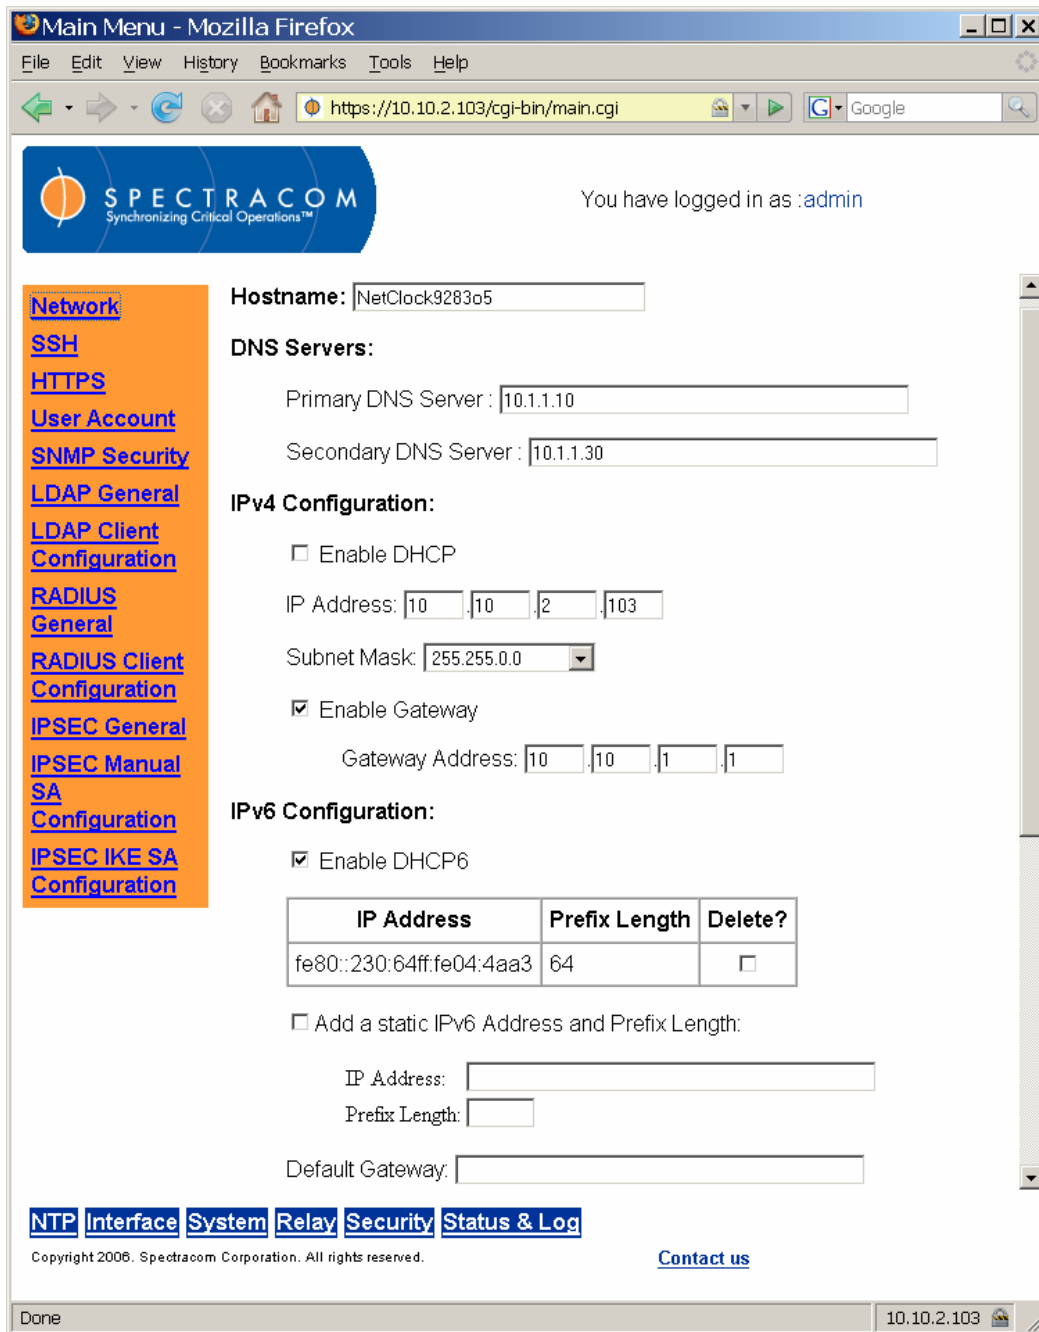 Main Menu - Mozilla Firefox
File Edit View History Bookmarks Tools Help
https://10.10.2.103/cgi-bin/main.cgi
G Google
SPECTRACOM
Synchronizing Critical Operations™
You have logged in as :admin
Network
SSH
HTTPS
User Account
SNMP Security
LDAP General
LDAP Client
Configuration
RADIUS
General
RADIUS Client
Configuration
IPSEC General
IPSEC Manual
SA
Configuration
IPSEC IKE SA
Configuration
Hostname: NetClock9283o5
DNS Servers:
Primary DNS Server : 10.1.1.10
Secondary DNS Server : 10.1.1.30
IPv4 Configuration:
Enable DHCP
IP Address: 10 .10 .2 .103
Subnet Mask: 255.255.0.0
Enable Gateway
Gateway Address: 10 .10 .1 .1
IPv6 Configuration:
Enable DHCP6
IP Address Prefix Length Delete?
fe80::230:64ff:fe04:4aa3 64
Add a static IPv6 Address and Prefix Length:
IP Address:
Prefix Length:
Default Gateway:
NTP Interface System Relay Security Status & Log
Copyright 2006. Spectracom Corporation. All rights reserved.
Contact us
Done
10.10.2.103